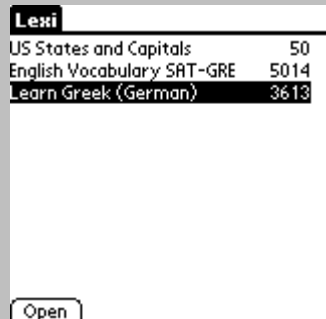 Lexi
US States and Capitals 50
English Vocabulary SAT-GRE 5014
Learn Greek (German) 3613
Open